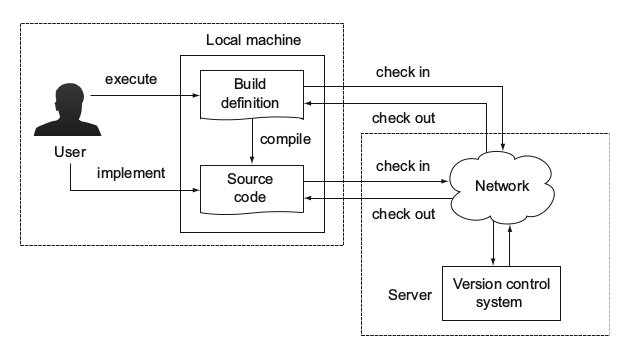 Local machine
check in
execute
Build
definition
check out
compile
User
implement
Source
code
check in
check out
Network
Server
Version control
system